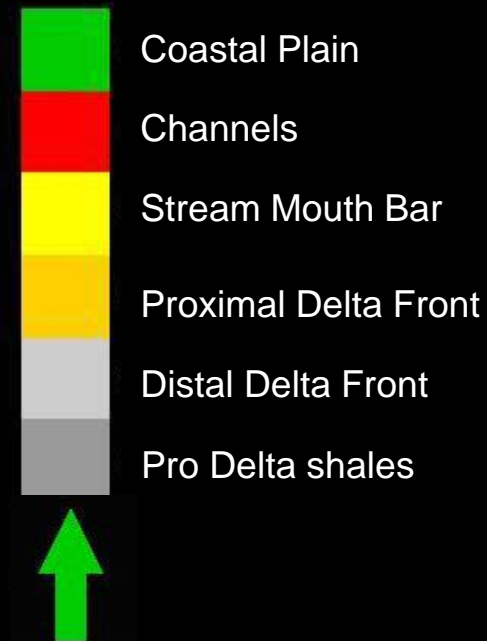 Coastal Plain
Channels
Stream Mouth Bar
Proximal Delta Front
Distal Delta Front
Pro Delta shales